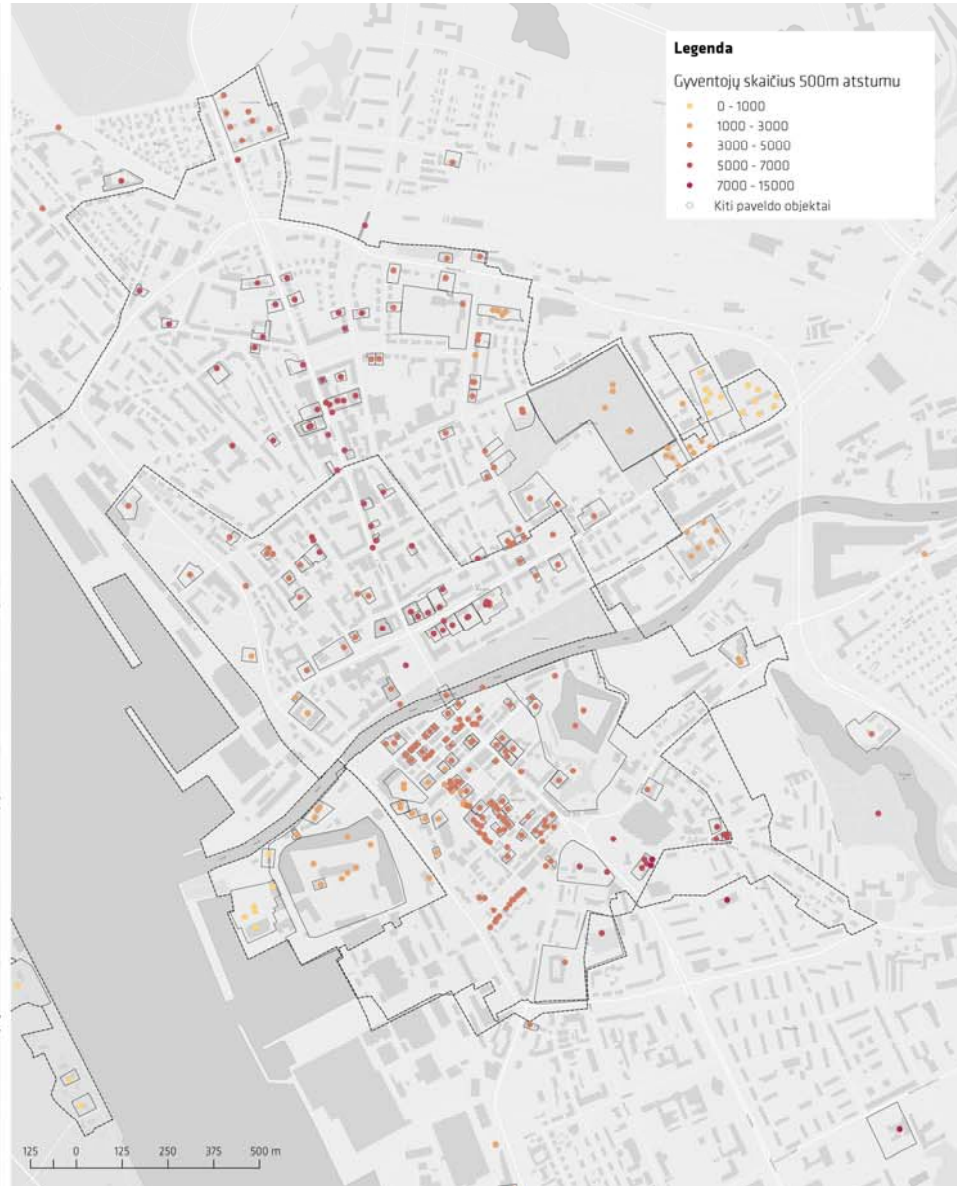 Legenda
Gyventojų skaičius 500m atstumu
0 - 1000
1000 - 3000
3000 - 5000
5000 - 7000
7000 - 15000
Kiti paveldo objektai
125 0 125 250 375 500 m